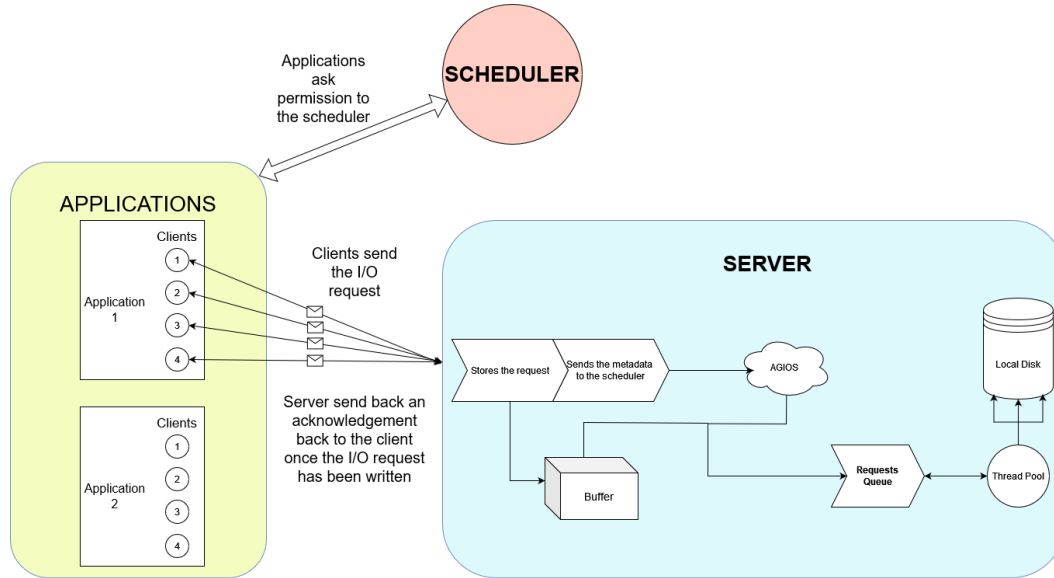 SCHEDULER
Applications
ask
permission to
the scheduler
APPLICATIONS
Clients
1
2
3
4
Application
1
Clients send
the I/O
request
Server send back an
acknowledgement
back to the client
once the I/O request
has been written
Clients
1
2
3
4
Application
2
SERVER
Stores the request
Sends the metadata
to the scheduler
AGIOS
Buffer
Requests
Queue
Thread Pool
Local Disk